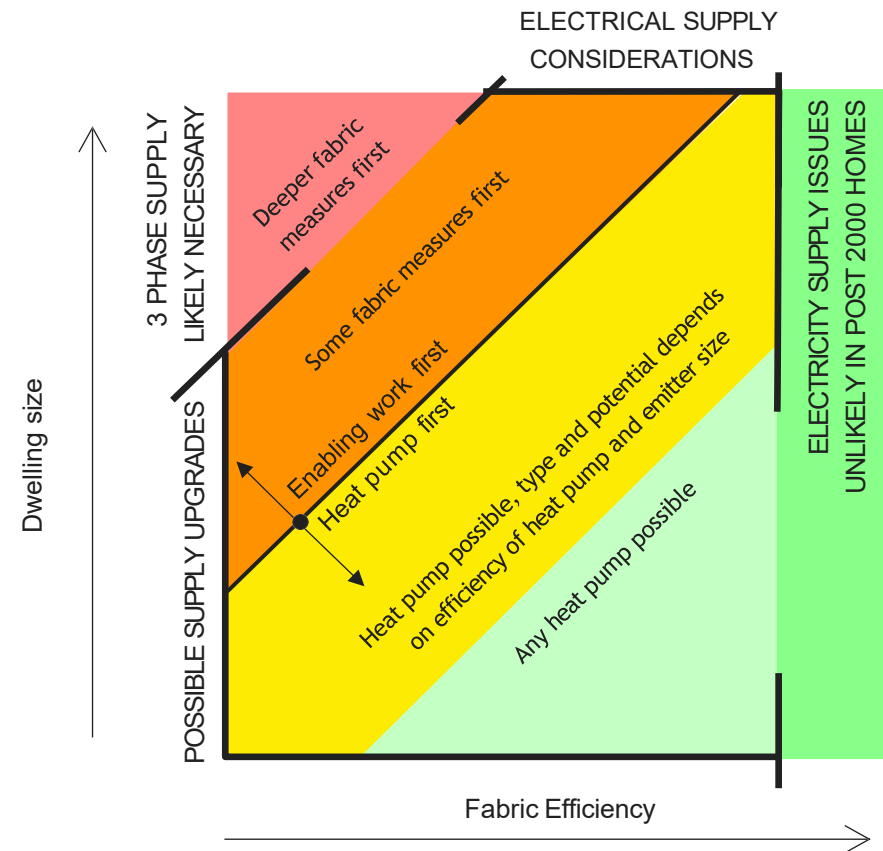 ELECTRICAL SUPPLY
CONSIDERATIONS
3 PHASE SUPPLY
LIKELY NECESSARY
Deeper fabric
measures first
Some fabric measures first
Enabling work first
Heat pump first
Heat pump possible, type and potential depends
on efficiency of heat pump and emitter size
Any heat pump possible
ELECTRICITY SUPPLY ISSUES
UNLIKELY IN POST 2000 HOMES
POSSIBLE SUPPLY UPGRADES
Dwelling size
Fabric Efficiency